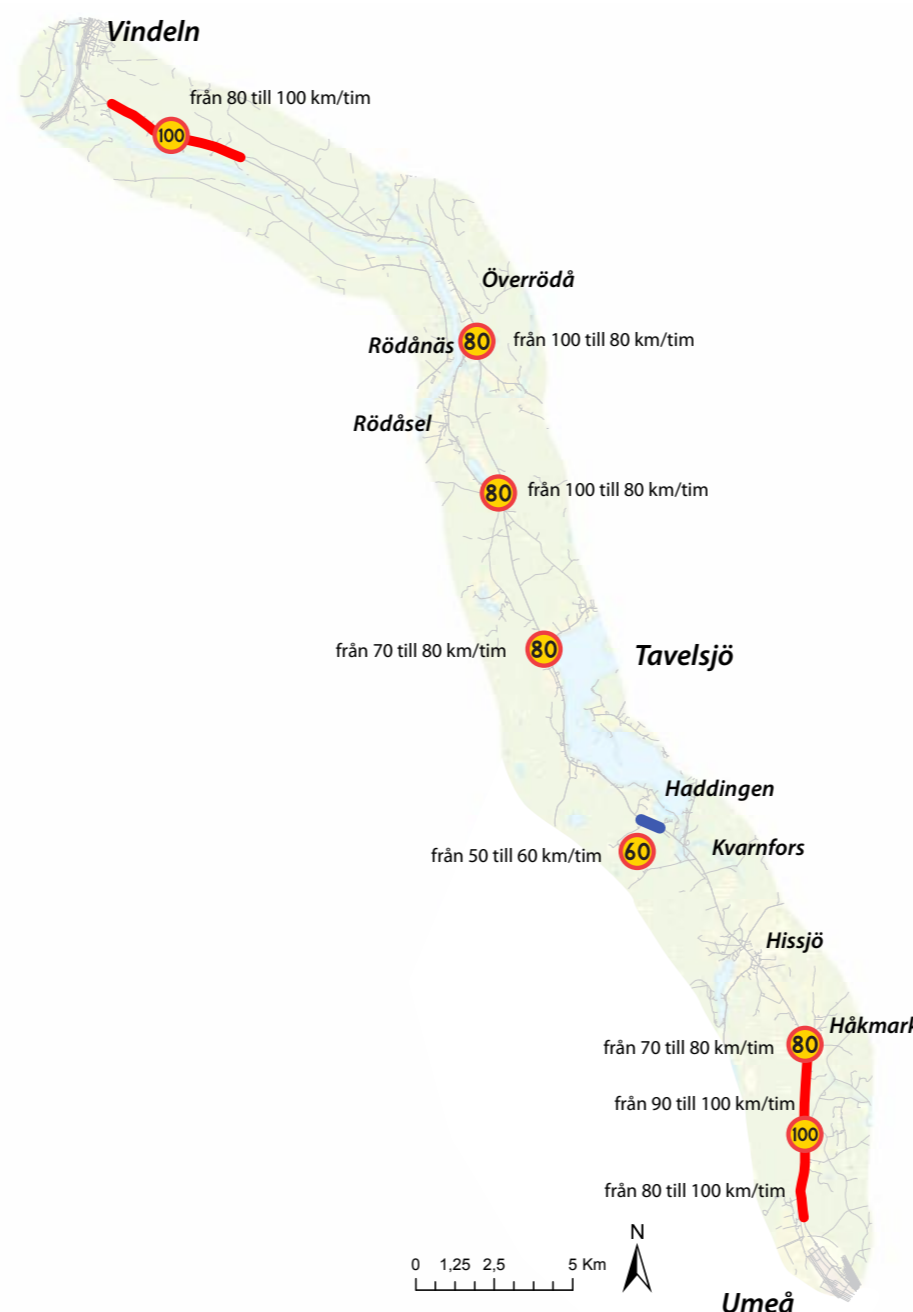 Vindeln
från 80 till 100 km/tim
100
Överrödå
80
från 100 till 80 km/tim
Rödånäs
Rödåsel
80
från 100 till 80 km/tim
från 70 till 80 km/tim
80
Tavelsjö
Haddingen
från 50 till 60 km/tim
60
Kvarnfors
Hissjö
Håkmark
från 70 till 80 km/tim
80
från 90 till 100 km/tim
100
från 80 till 100 km/tim
N
0 1,25 2,5 5 Km
Umeå